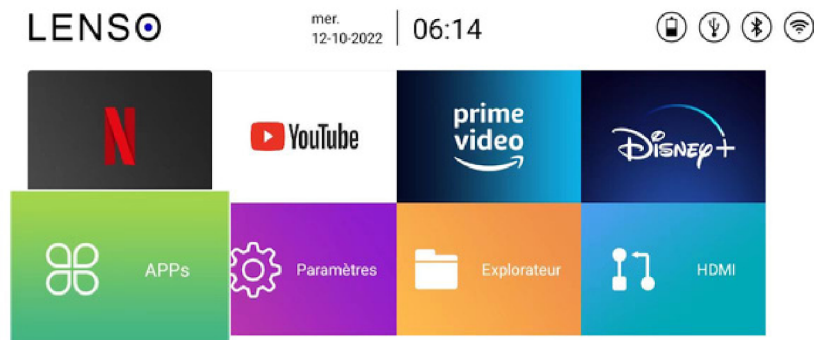 LENSO
mer.
12-10-2022
06:14
N
YouTube
prime
video
Disney+
APPs
Paramètres
Explorateur
HDMI